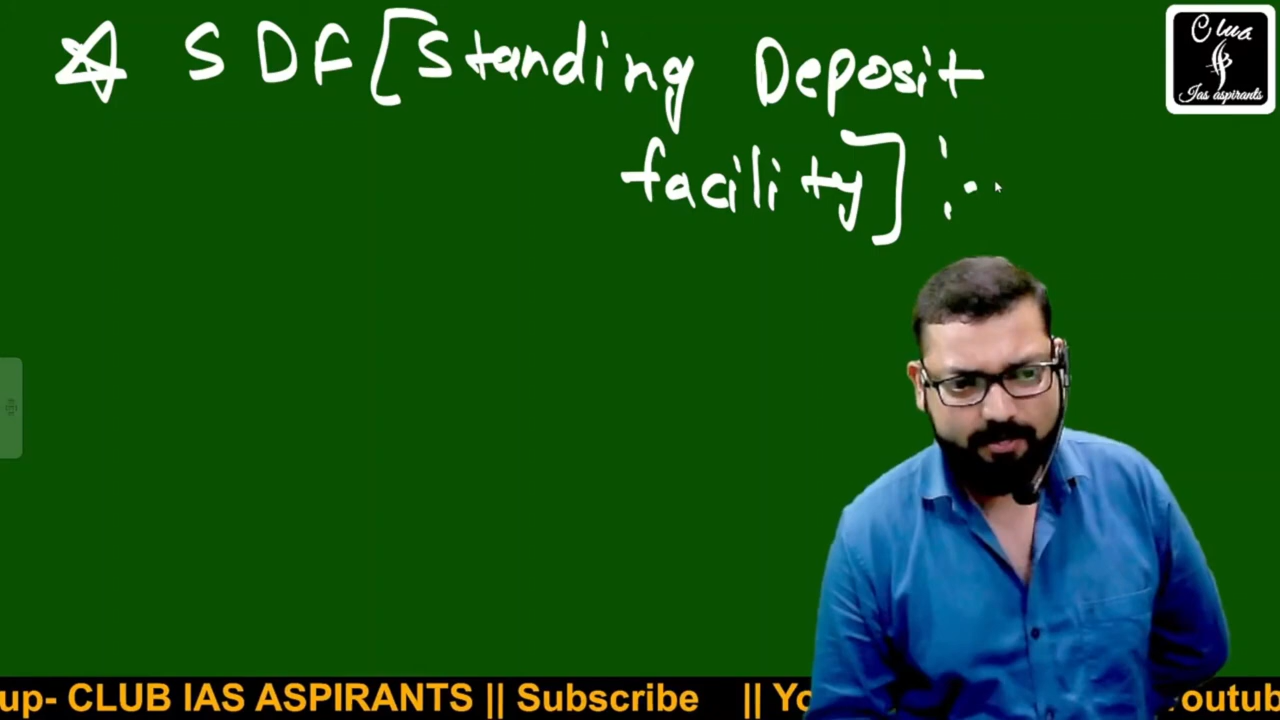 SDF [Standing Deposit
facility] :-
Club
Ias aspirants
up- CLUB IAS ASPIRANTS || Subscribe || Yo
outub